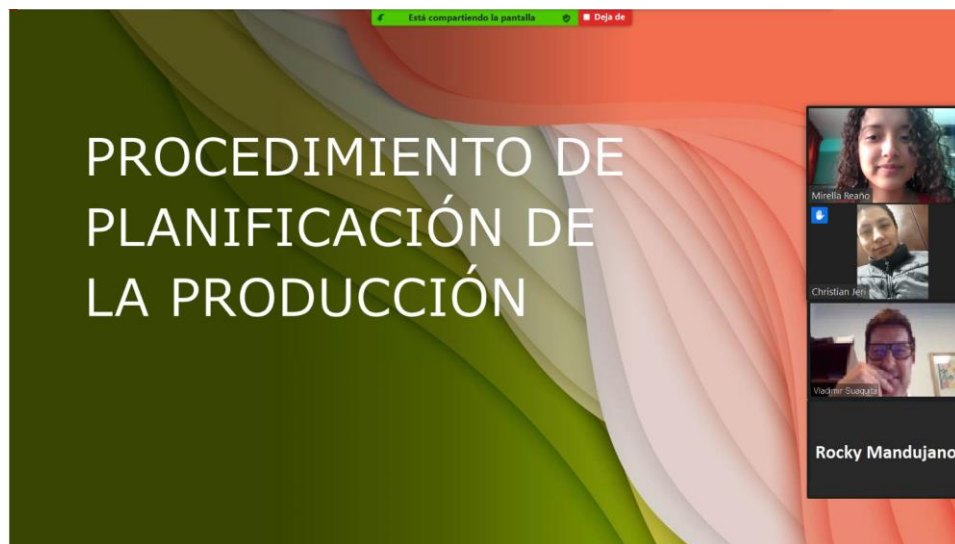 Está compartiendo la pantalla
Deja de
PROCEDIMIENTO DE
PLANIFICACIÓN DE
LA PRODUCCIÓN
Mirella Reaño
Christian Jeri
Vladimir Suaquita
Rocky Mandujano